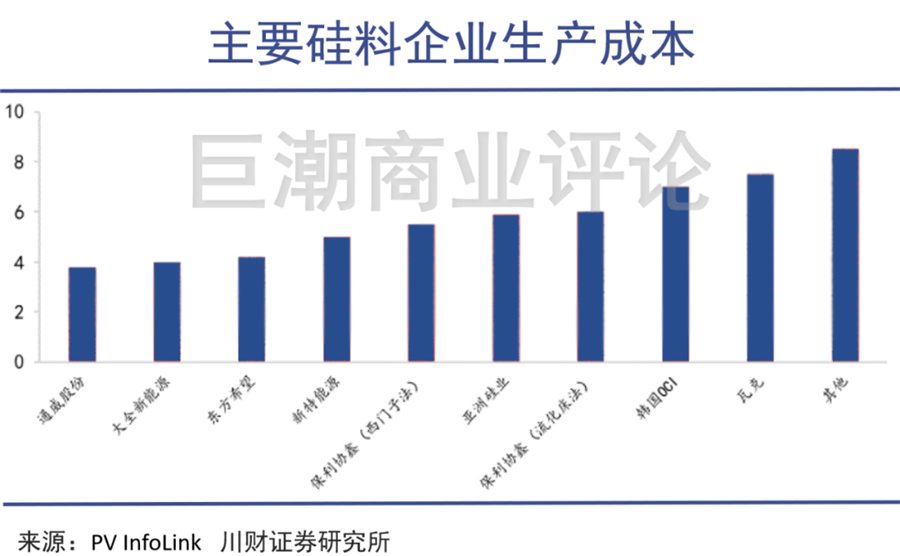 主要硅料企业生产成本
巨潮商业评论
10
8
6
4
2
0
通威股份
大全新能源
东方希望
新特能源
保利协鑫（西门子法）
亚洲硅业
保利协鑫（流化床法）
韩国OCI
瓦克
其他
来源：PV InfoLink 川财证券研究所